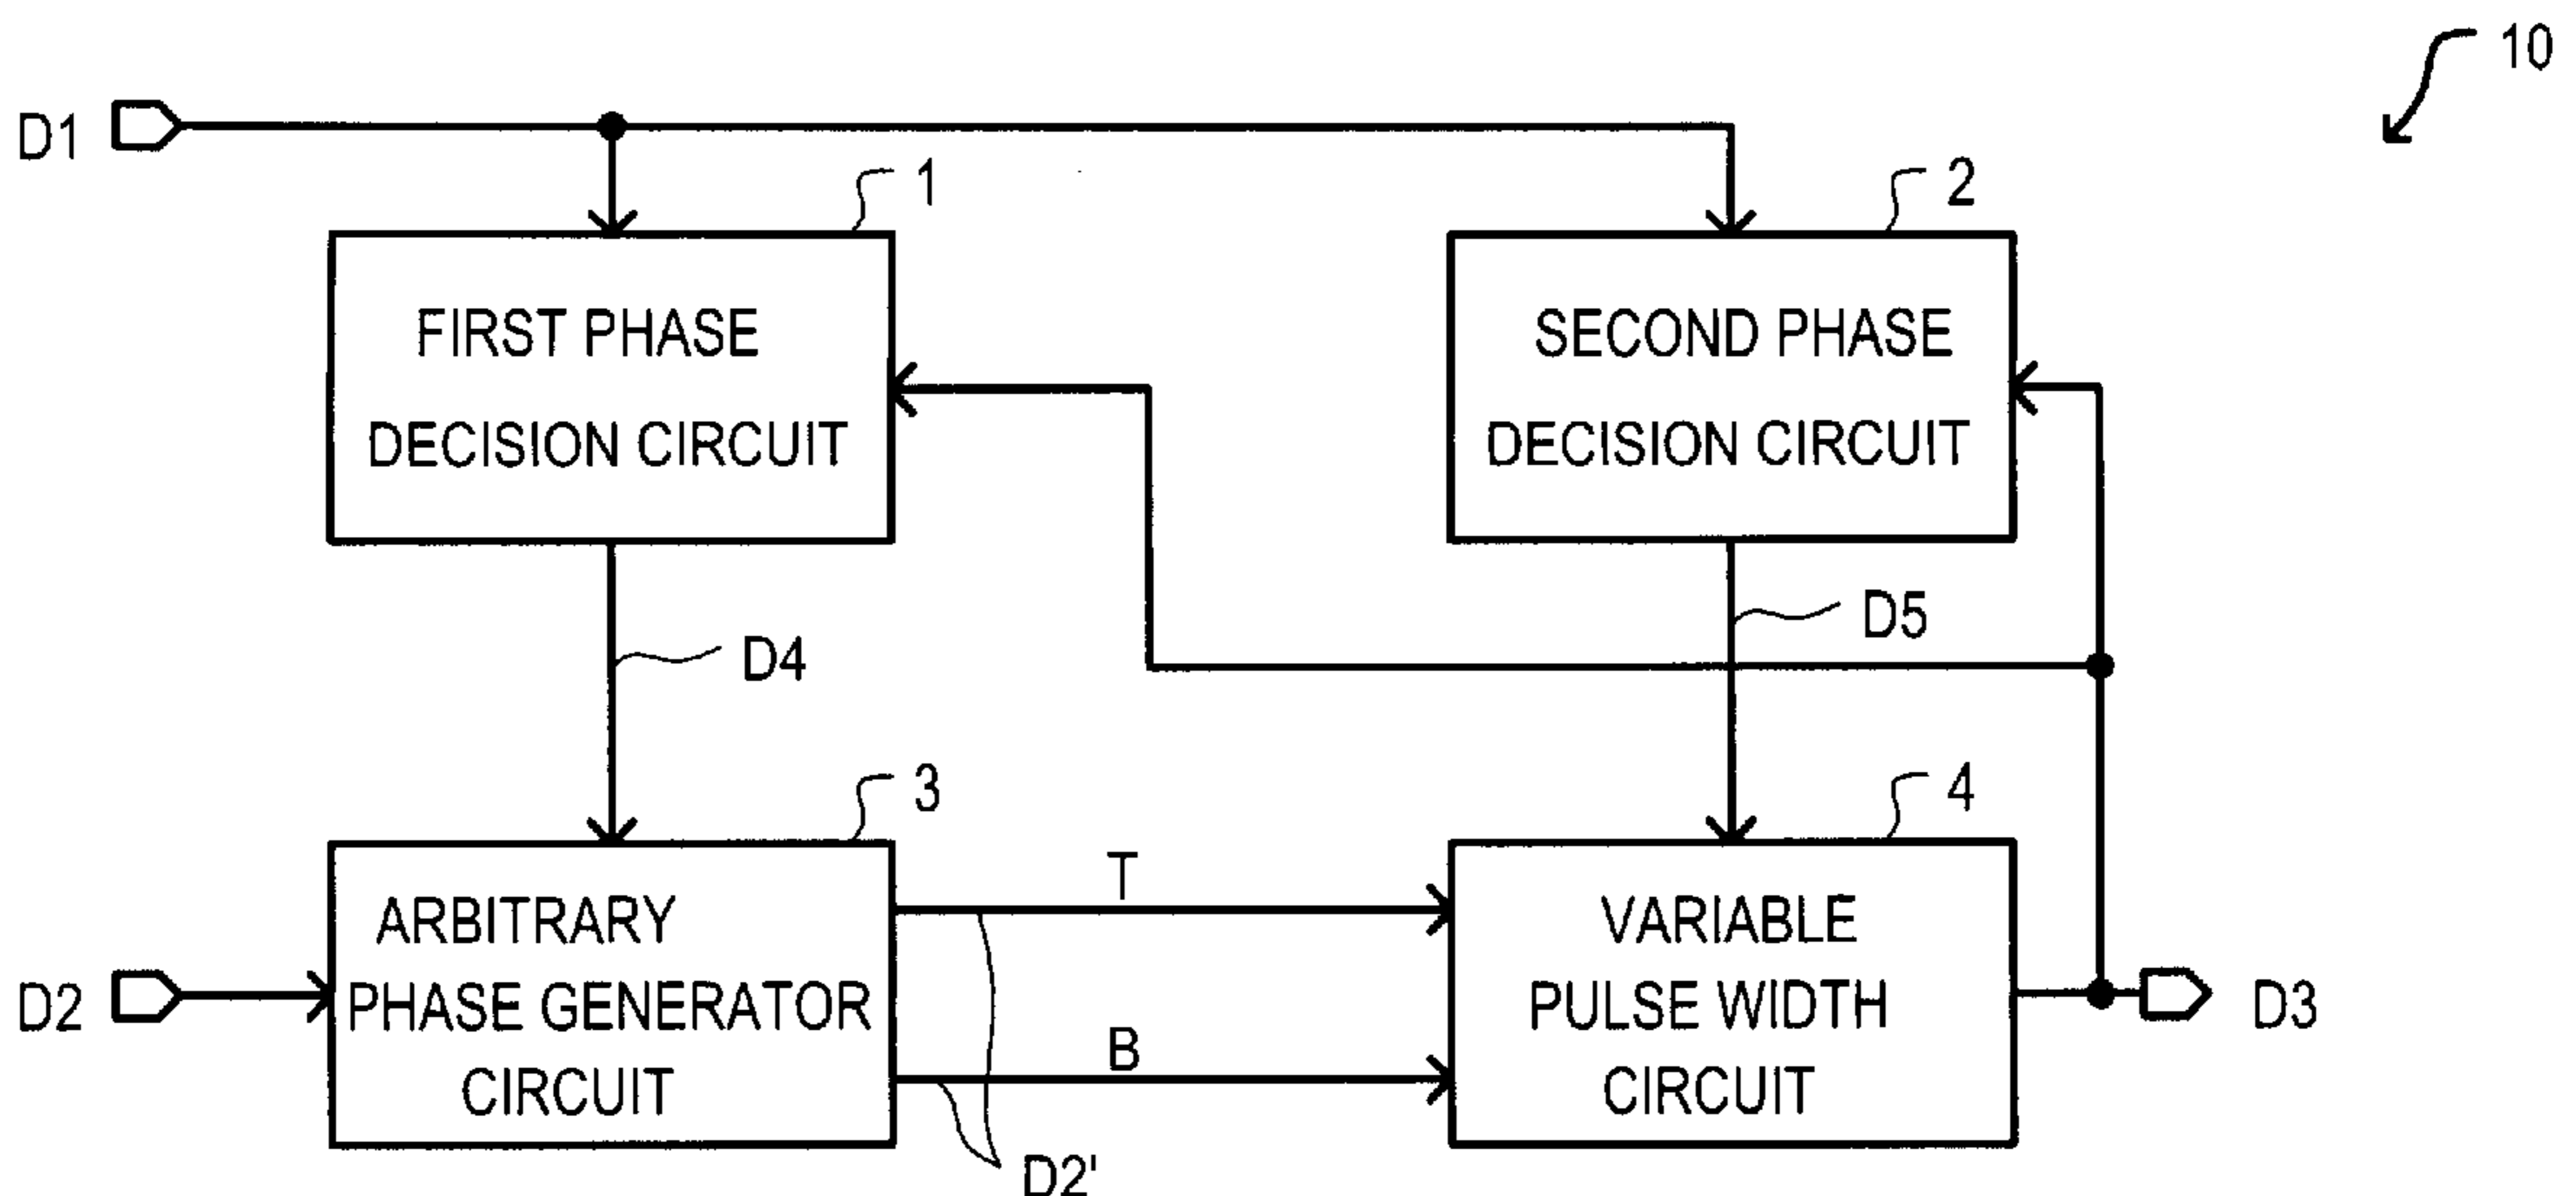 10
D1
1
2
FIRST PHASE
DECISION CIRCUIT
SECOND PHASE
DECISION CIRCUIT
D4
D5
3
4
D2
ARBITRARY
PHASE GENERATOR
CIRCUIT
T
B
D2'
VARIABLE
PULSE WIDTH
CIRCUIT
D3